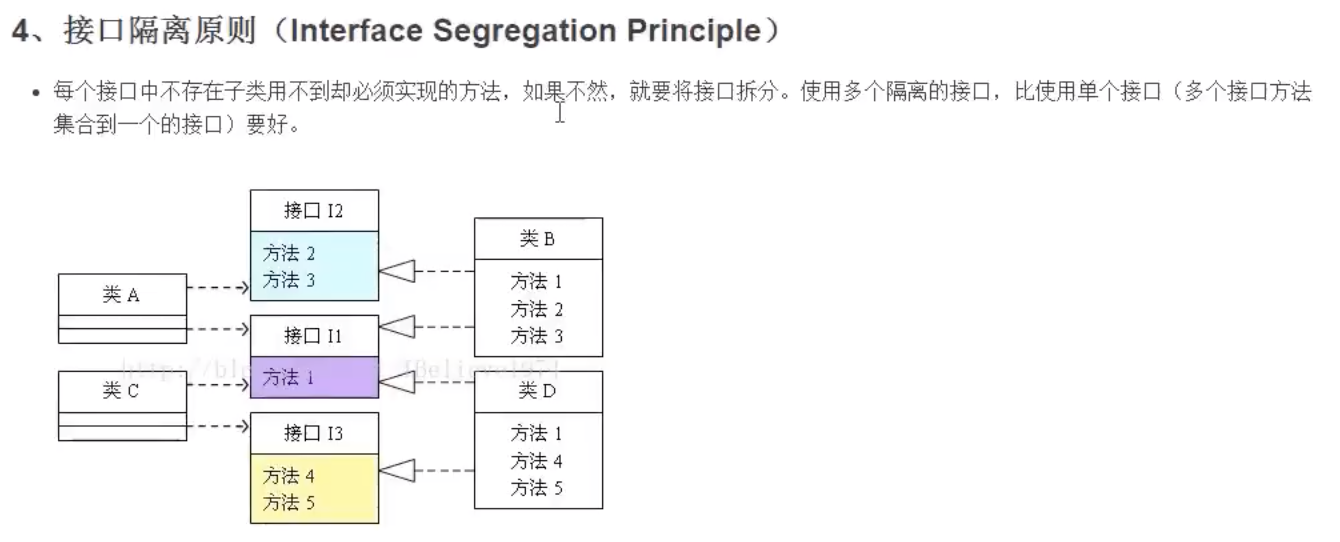 4、接口隔离原则（Interface Segregation Principle）
每个接口中不存在子类用不到却必须实现的方法，如果不然，就要将接口拆分。使用多个隔离的接口，比使用单个接口（多个接口方法
集合到一个的接口）要好。
接口 I2
方法 2
方法 3
类 B
方法 1
方法 2
方法 3
类 A
接口 I1
方法 1
类 C
类 D
方法 1
方法 4
方法 5
接口 I3
方法 4
方法 5